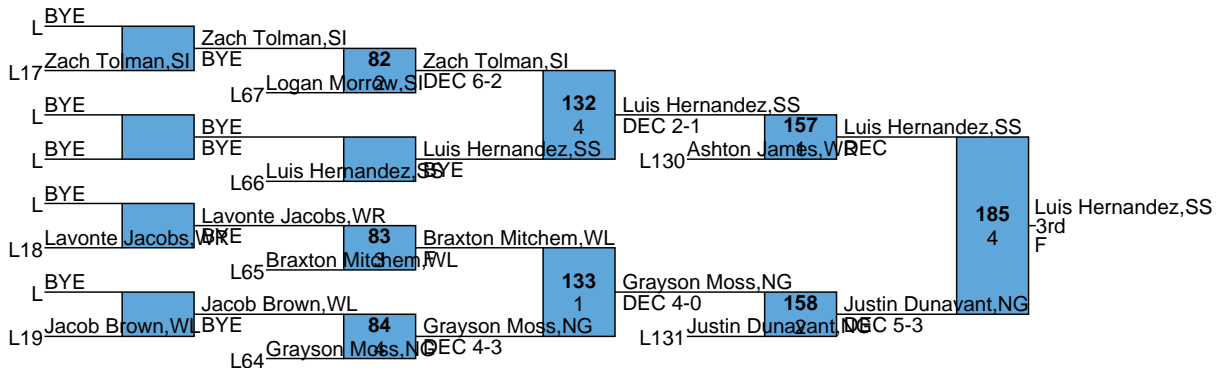 BYE
L
Zach Tolman,SI
L17
Zach Tolman,SI
BYE
82
2
Logan Morrow,SI
L67
Zach Tolman,SI
DEC 6-2
BYE
L
BYE
L
BYE
BYE
Luis Hernandez,SS
L66
Luis Hernandez,SS
BYE
132
4
Luis Hernandez,SS
DEC 2-1
157
1
Ashton James,WR
L130
Luis Hernandez,SS
DEC
BYE
L
Lavonte Jacobs,WR
L18
Lavonte Jacobs,WR
BYE
83
3
Braxton Mitchem,WL
L65
Braxton Mitchem,WL
F
BYE
L
Jacob Brown,WL
L19
Jacob Brown,WL
BYE
84
4
Grayson Moss,NG
L64
Grayson Moss,NG
DEC 4-3
133
1
Grayson Moss,NG
DEC 4-0
158
2
Justin Dunavant,NG
L131
Justin Dunavant,NG
DEC 5-3
185
4
Luis Hernandez,SS
3rd
F